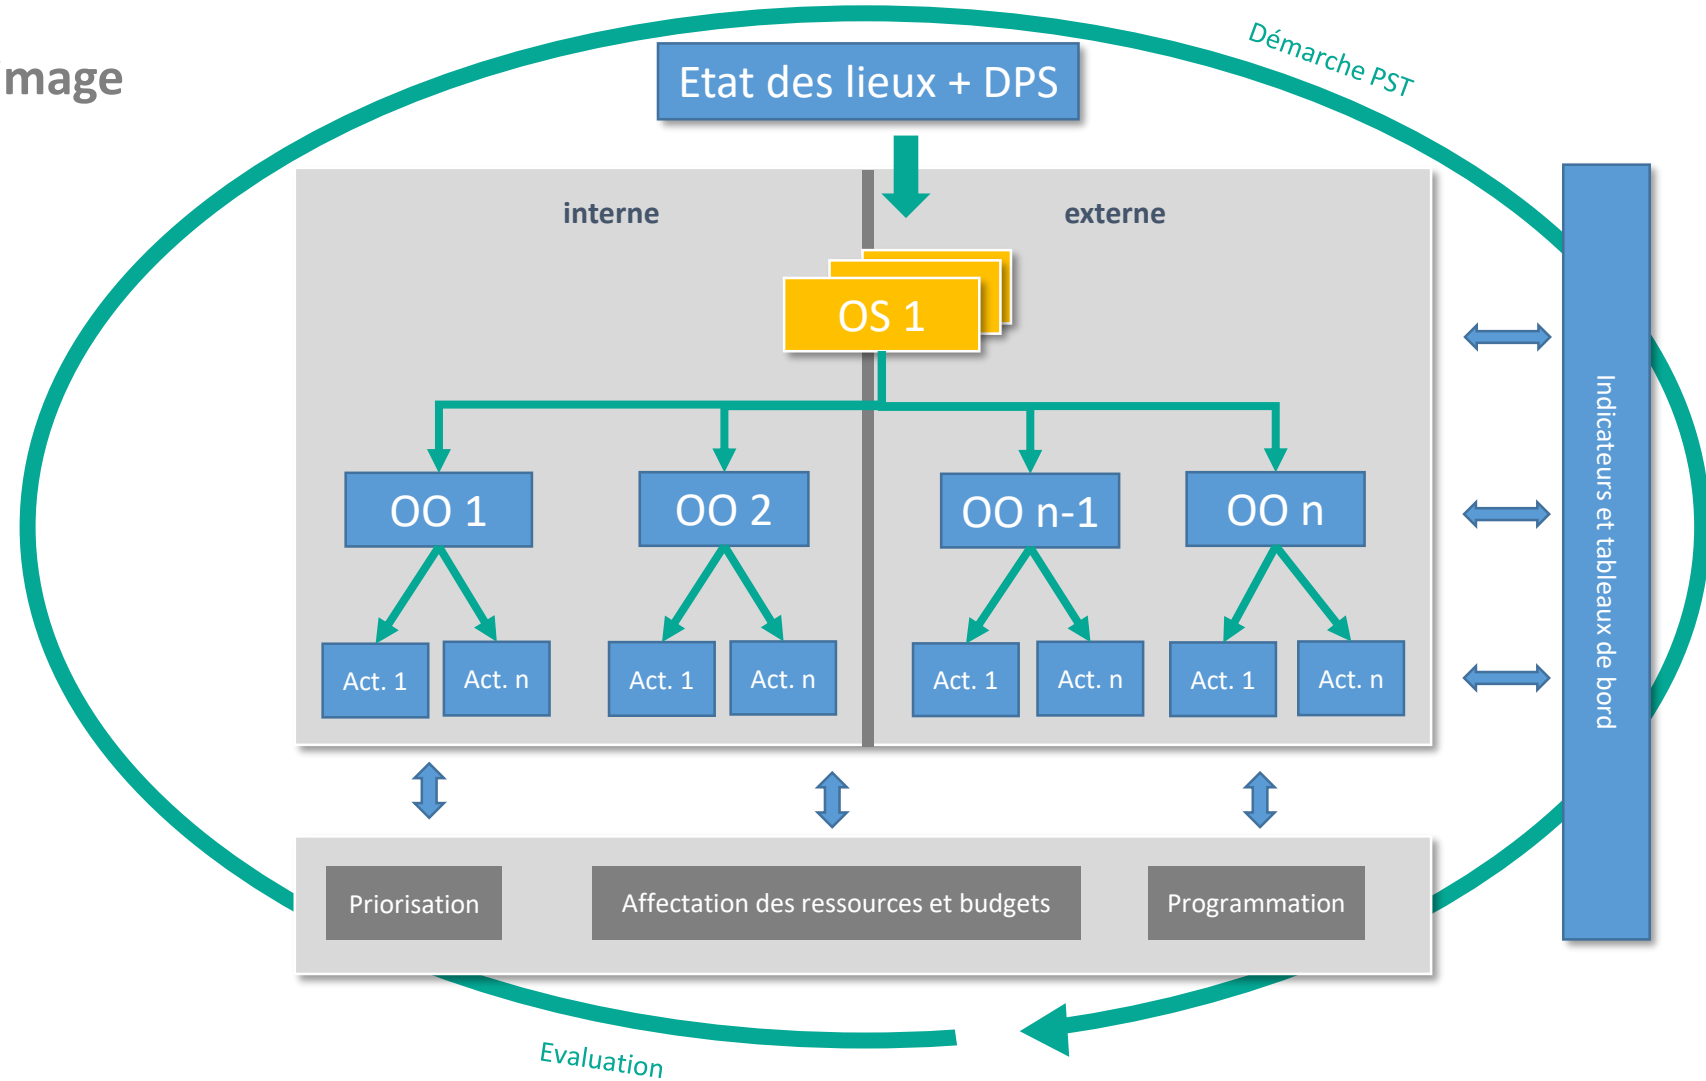 mage
Démarche PST
Etat des lieux + DPS
interne
externe
OS 1
OO 1
OO 2
OO n-1
OO n
Act. 1
Act. n
Act. 1
Act. n
Act. 1
Act. n
Act. 1
Act. n
Indicateurs et tableaux de bord
Priorisation
Affectation des ressources et budgets
Programmation
Evaluation